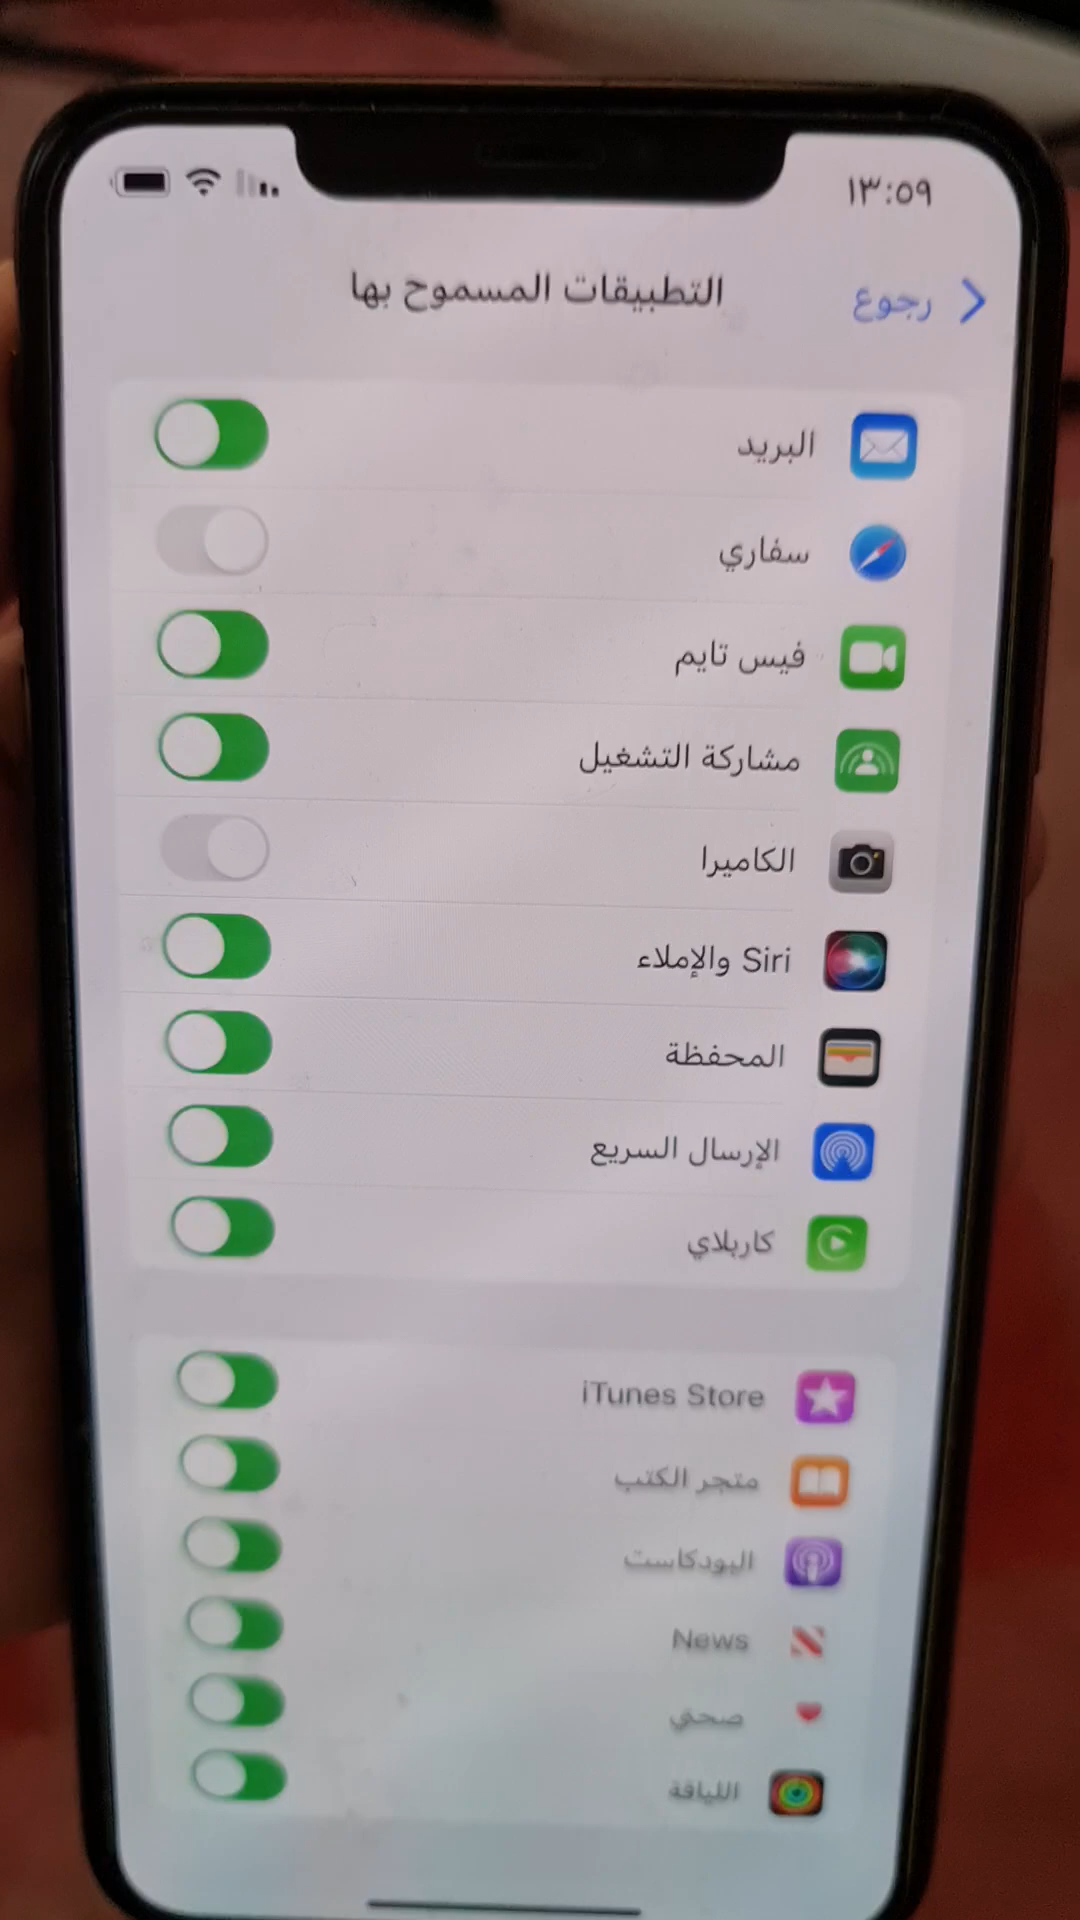 ١٣:٥٩
رجوع
التطبيقات المسموح بها
البريد
سفاري
فيس تايم
مشاركة التشغيل
الكاميرا
Siri والإملاء
المحفظة
الإرسال السريع
كاربلاي
iTunes Store
متجر الكتب
البودكاست
News
صحتي
اللياقة